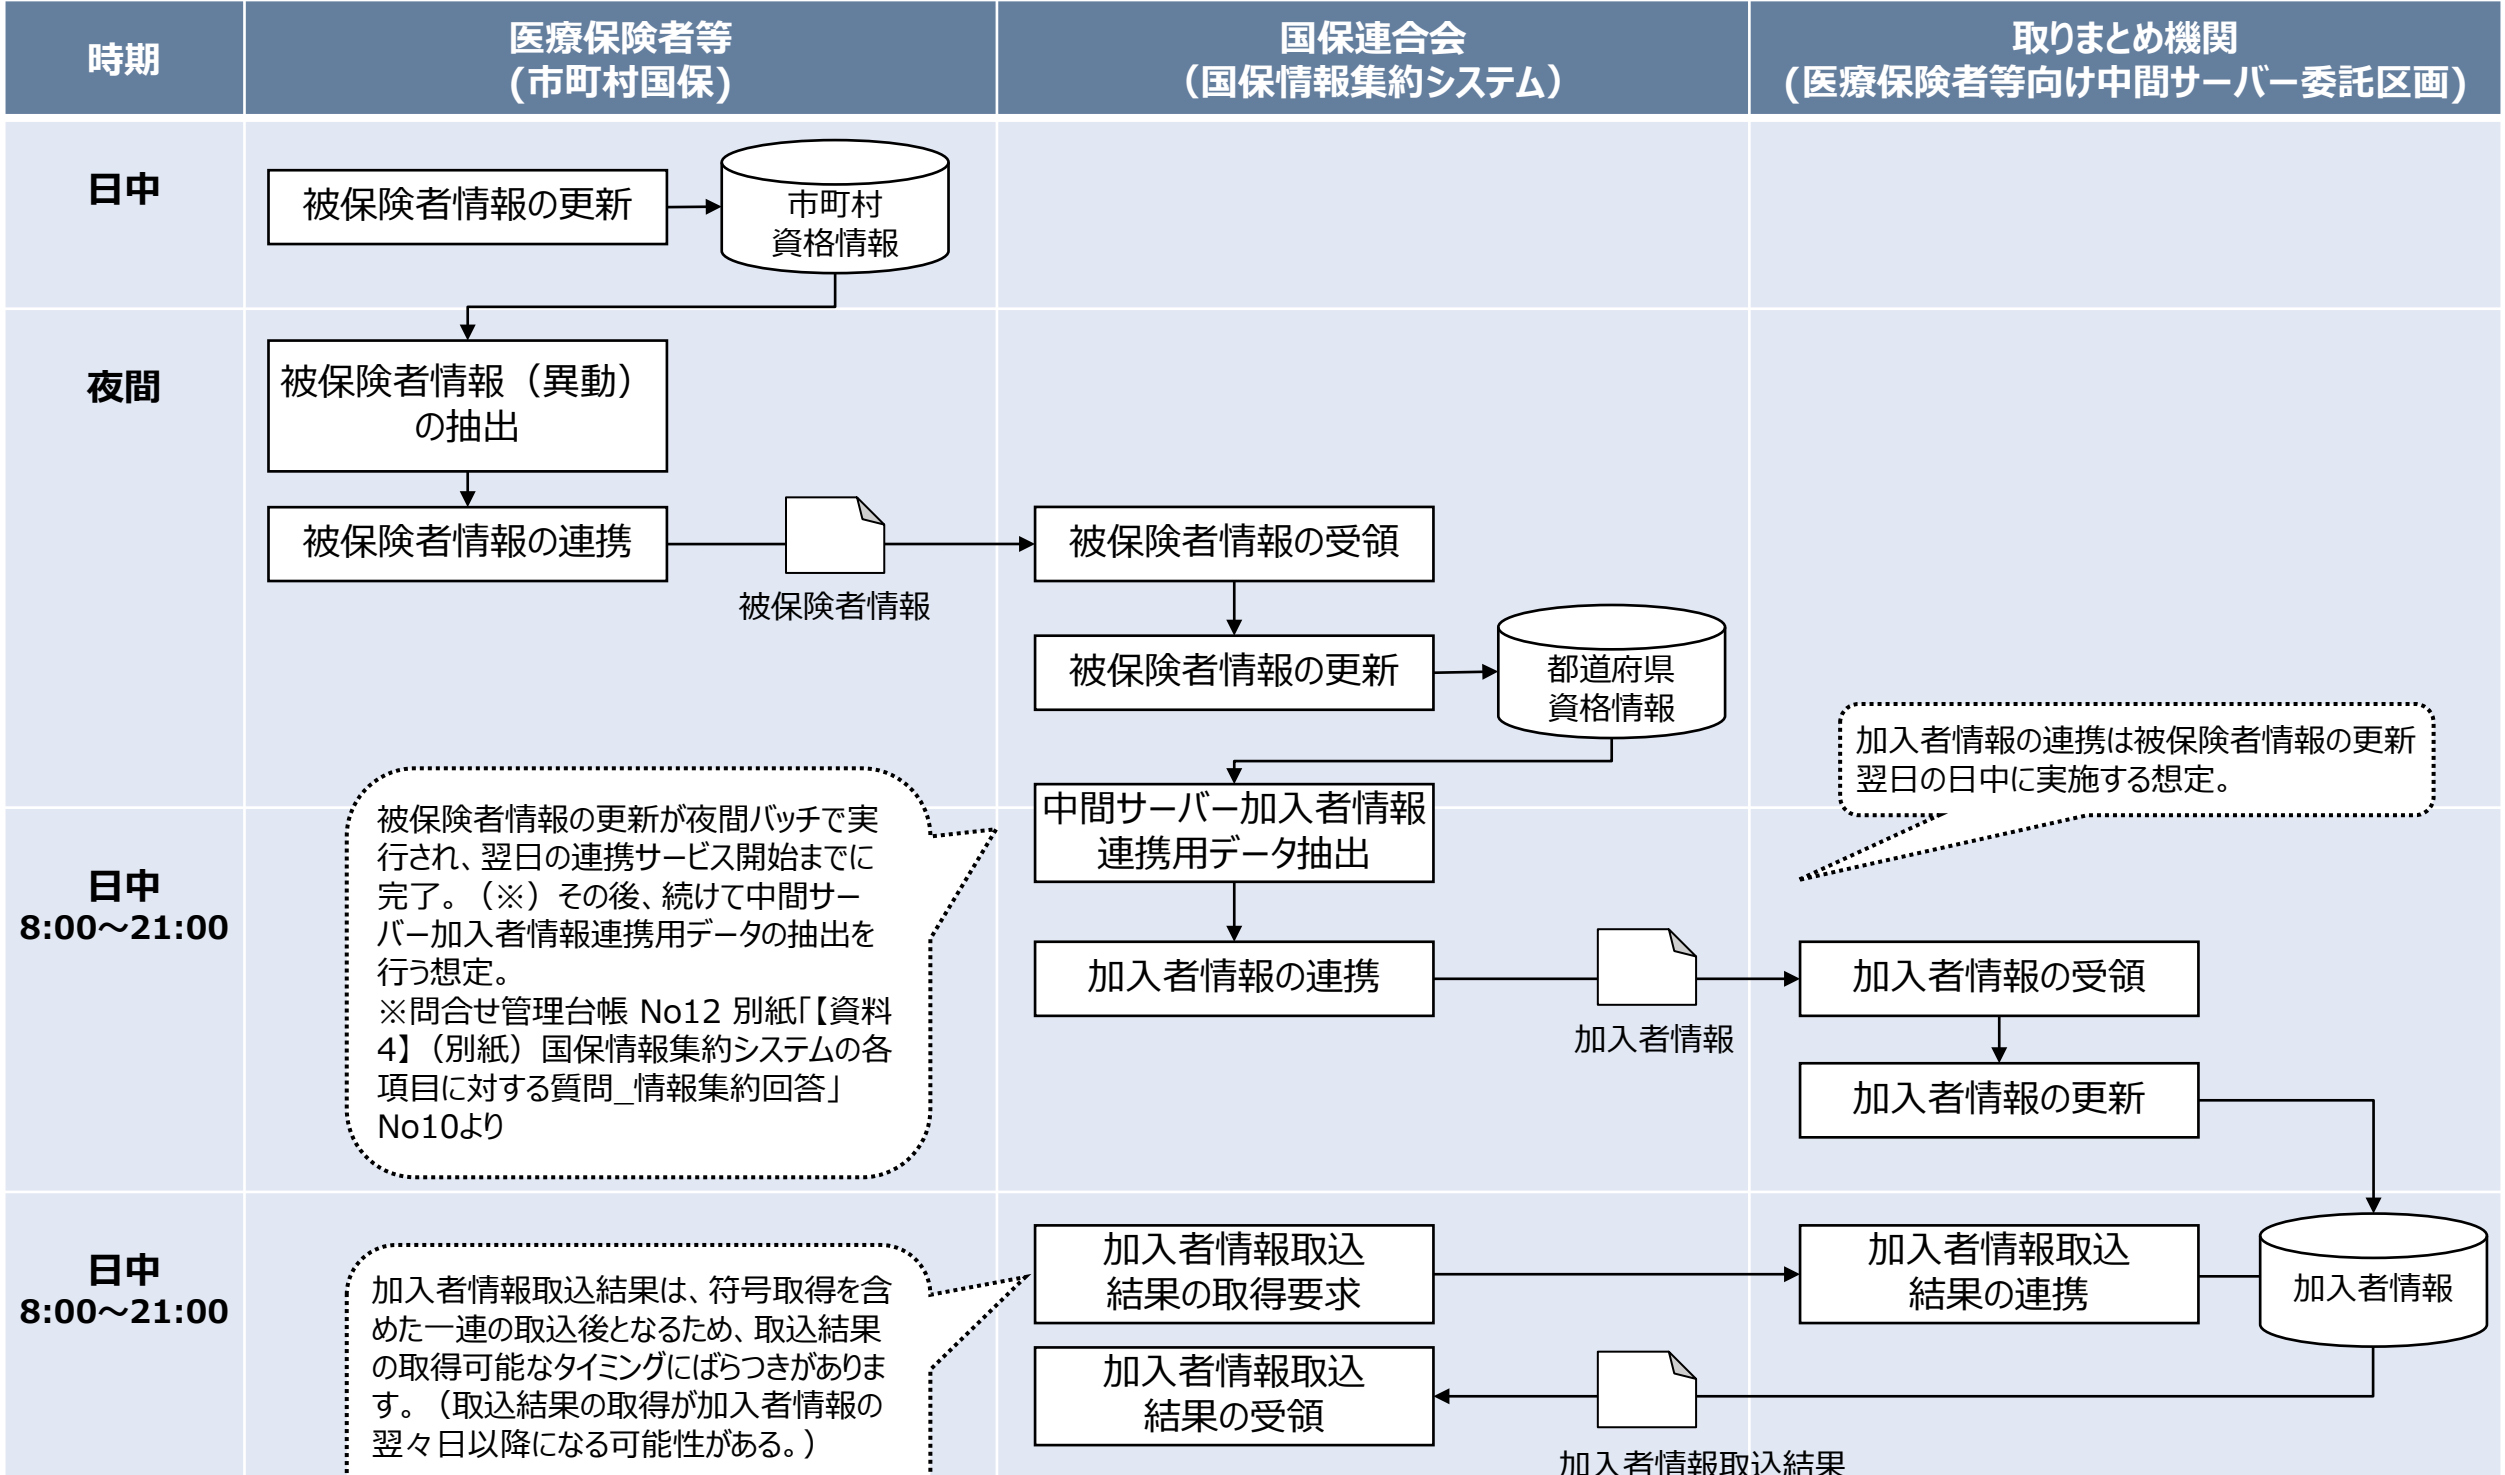 時期
医療保険者等
(市町村国保)
国保連合会
（国保情報集約システム）
取りまとめ機関
(医療保険者等向け中間サーバー委託区画)
日中
被保険者情報の更新
市町村
資格情報
夜間
被保険者情報（異動）
の抽出
被保険者情報の連携
被保険者情報
被保険者情報の受領
被保険者情報の更新
都道府県
資格情報
加入者情報の連携は被保険者情報の更新
翌日の日中に実施する想定。
中間サーバー加入者情報
連携用データ抽出
日中
8:00～21:00
被保険者情報の更新が夜間バッチで実
行され、翌日の連携サービス開始までに
完了。（※）その後、続けて中間サー
バー加入者情報連携用データの抽出を
行う想定。
※問合せ管理台帳 No12 別紙「【資料
4】（別紙）国保情報集約システムの各
項目に対する質問_情報集約回答」
No10より
加入者情報の連携
加入者情報
加入者情報の受領
加入者情報の更新
日中
8:00～21:00
加入者情報取込結果は、符号取得を含
めた一連の取込後となるため、取込結果
の取得可能なタイミングにばらつきがありま
す。（取込結果の取得が加入者情報の
翌々日以降になる可能性がある。）
加入者情報取込
結果の取得要求
加入者情報取込
結果の連携
加入者情報
加入者情報取込
結果の受領
加入者情報取込結果